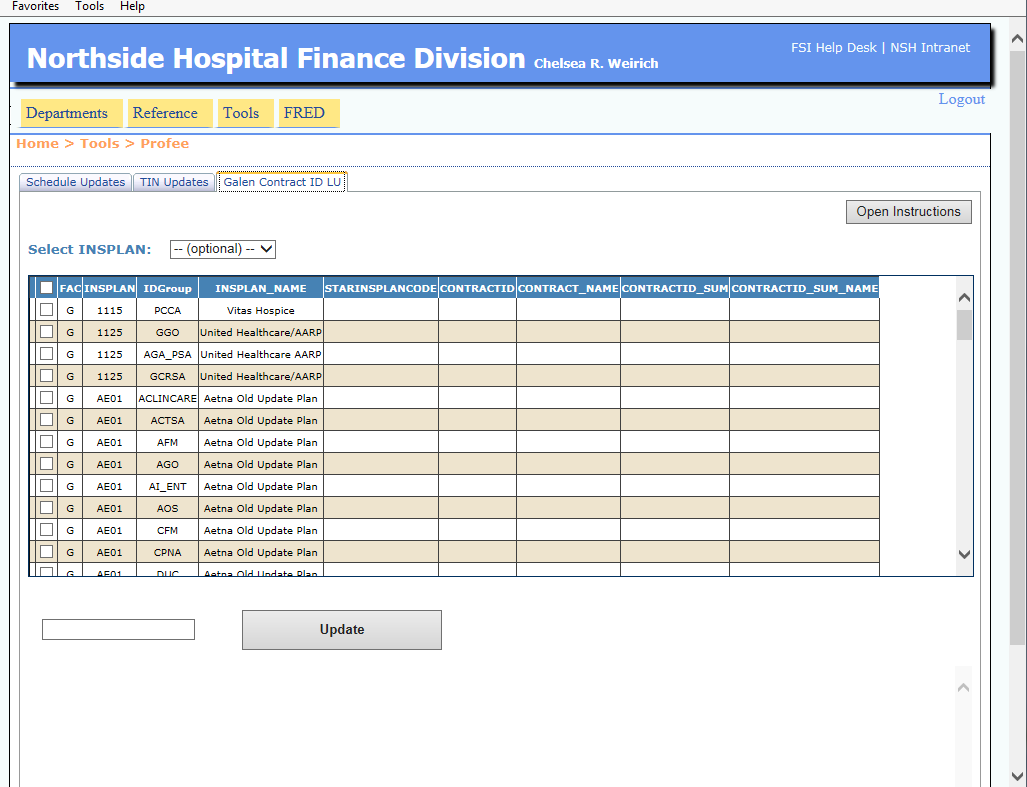 Favorites Tools Help
Northside Hospital Finance Division Chelsea R. Weirich
FSI Help Desk | NSH Intranet
Logout
Departments Reference Tools FRED
Home > Tools > Profee
Schedule Updates TIN Updates Galen Contract ID LU
Open Instructions
Select INSPLAN: -- (optional) --
FAC INSPLAN IDGroup INSPLAN_NAME STARINSPLANCODE CONTRACTID CONTRACT_NAME CONTRACTID_SUM CONTRACTID_SUM_NAME
G 1115 PCCA Vitas Hospice
G 1125 GGO United Healthcare/AARP
G 1125 AGA_PSA United Healthcare AARP
G 1125 GCRSA United Healthcare/AARP
G AE01 ACLINCARE Aetna Old Update Plan
G AE01 ACTSA Aetna Old Update Plan
G AE01 AFM Aetna Old Update Plan
G AE01 AGO Aetna Old Update Plan
G AE01 AI_ENT Aetna Old Update Plan
G AE01 AOS Aetna Old Update Plan
G AE01 CFM Aetna Old Update Plan
G AE01 CPNA Aetna Old Update Plan
G AE01 Aetna Old Update Plan
Update